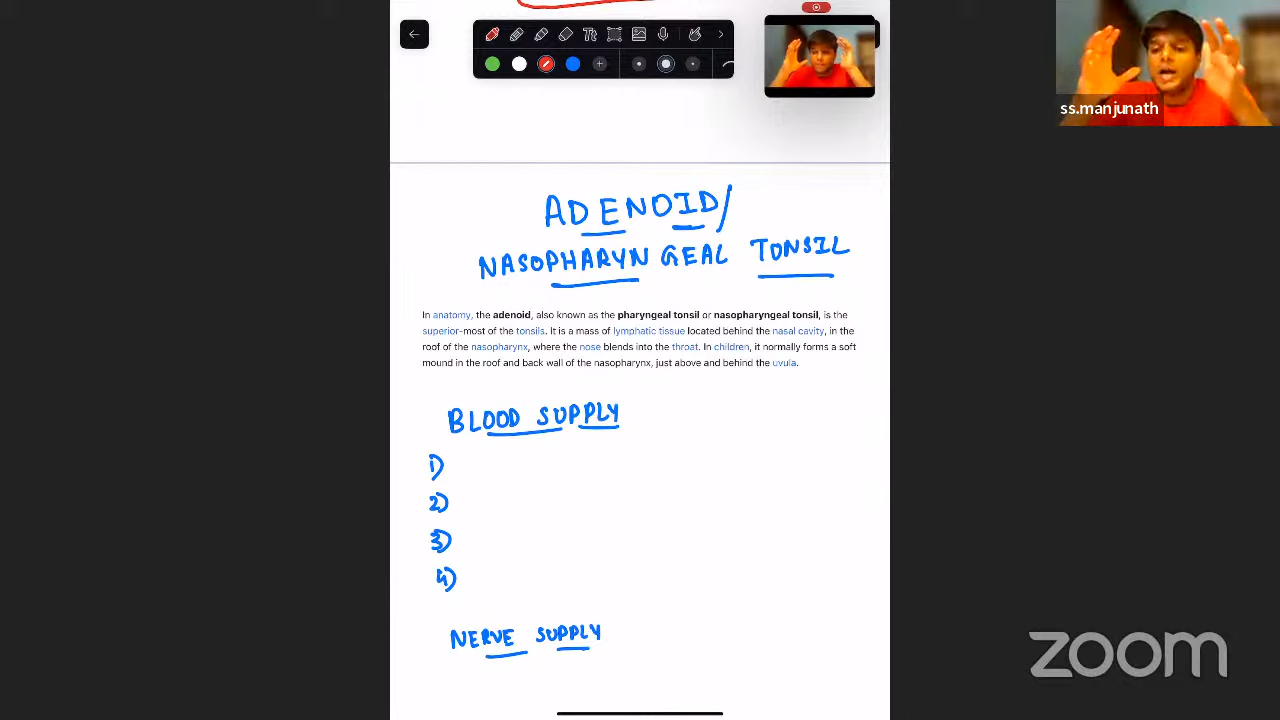 Tt
ss.manjunath
ADENOID/
NASOPHARYNGEAL TONSIL
In anatomy, the adenoid, also known as the pharyngeal tonsil or nasopharyngeal tonsil, is the
superior-most of the tonsils. It is a mass of lymphatic tissue located behind the nasal cavity, in the
roof of the nasopharynx, where the nose blends into the throat. In children, it normally forms a soft
mound in the roof and back wall of the nasopharynx, just above and behind the uvula.
BLOOD SUPPLY
1)
2)
3)
4)
NERVE SUPPLY
zoom